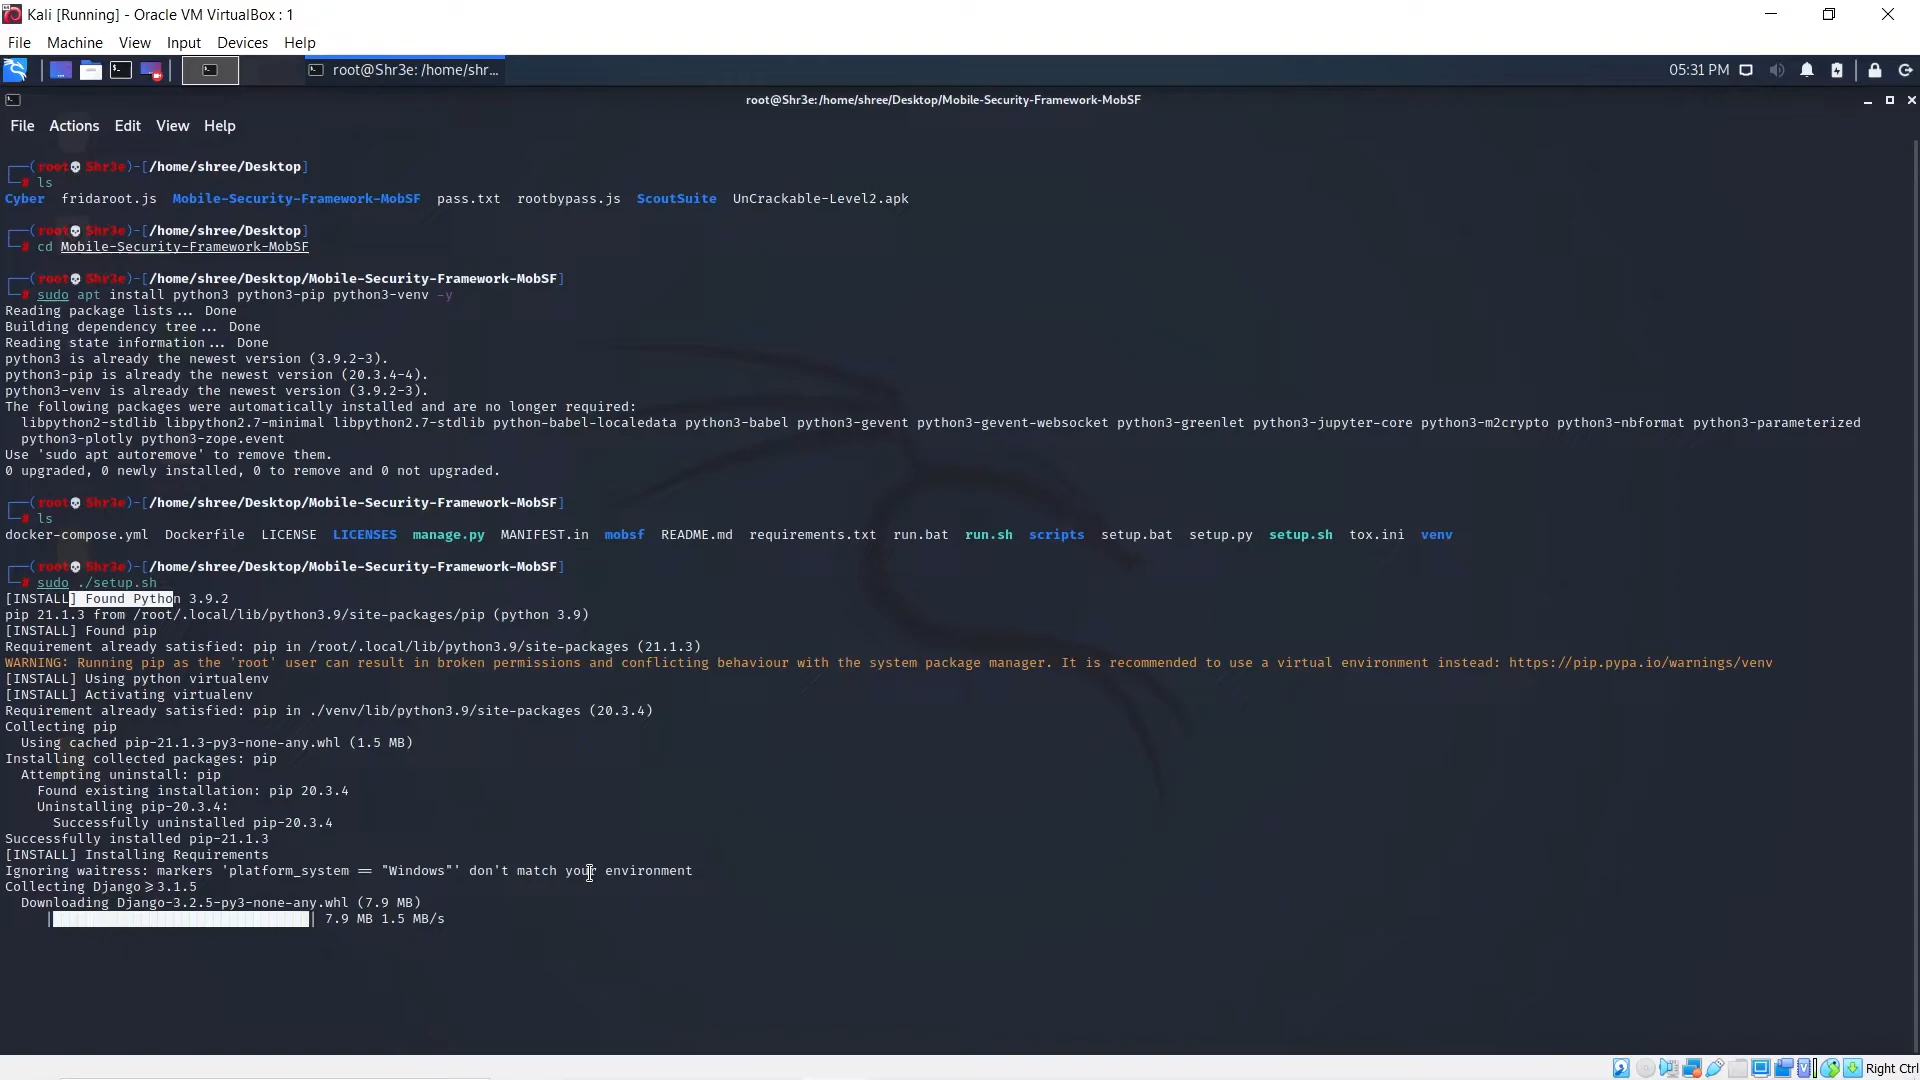 Kali [Running] - Oracle VM VirtualBox : 1
File Machine View Input Devices Help
root@Shr3e: /home/shr...
05:31 PM
root@Shr3e:/home/shree/Desktop/Mobile-Security-Framework-MobSF
File Actions Edit View Help
┌──(root💀Shr3e)-[/home/shree/Desktop]
└─# ls
Cyber fridaroot.js Mobile-Security-Framework-MobSF pass.txt rootbypass.js ScoutSuite UnCrackable-Level2.apk
┌──(root💀Shr3e)-[/home/shree/Desktop]
└─# cd Mobile-Security-Framework-MobSF
┌──(root💀Shr3e)-[/home/shree/Desktop/Mobile-Security-Framework-MobSF]
└─# sudo apt install python3 python3-pip python3-venv -y
Reading package lists... Done
Building dependency tree... Done
Reading state information... Done
python3 is already the newest version (3.9.2-3).
python3-pip is already the newest version (20.3.4-4).
python3-venv is already the newest version (3.9.2-3).
The following packages were automatically installed and are no longer required:
libpython2-stdlib libpython2.7-minimal libpython2.7-stdlib python-babel-localedata python3-babel python3-gevent python3-gevent-websocket python3-greenlet python3-jupyter-core python3-m2crypto python3-nbformat python3-parameterized
python3-plotly python3-zope.event
Use 'sudo apt autoremove' to remove them.
0 upgraded, 0 newly installed, 0 to remove and 0 not upgraded.
┌──(root💀Shr3e)-[/home/shree/Desktop/Mobile-Security-Framework-MobSF]
└─# ls
docker-compose.yml Dockerfile LICENSE LICENSES manage.py MANIFEST.in mobsf README.md requirements.txt run.bat run.sh scripts setup.bat setup.py setup.sh tox.ini venv
┌──(root💀Shr3e)-[/home/shree/Desktop/Mobile-Security-Framework-MobSF]
└─# sudo ./setup.sh
[INSTALL] Found Python 3.9.2
pip 21.1.3 from /root/.local/lib/python3.9/site-packages/pip (python 3.9)
[INSTALL] Found pip
Requirement already satisfied: pip in /root/.local/lib/python3.9/site-packages (21.1.3)
WARNING: Running pip as the 'root' user can result in broken permissions and conflicting behaviour with the system package manager. It is recommended to use a virtual environment instead: https://pip.pypa.io/warnings/venv
[INSTALL] Using python virtualenv
[INSTALL] Activating virtualenv
Requirement already satisfied: pip in ./venv/lib/python3.9/site-packages (20.3.4)
Collecting pip
Using cached pip-21.1.3-py3-none-any.whl (1.5 MB)
Installing collected packages: pip
Attempting uninstall: pip
Found existing installation: pip 20.3.4
Uninstalling pip-20.3.4:
Successfully uninstalled pip-20.3.4
Successfully installed pip-21.1.3
[INSTALL] Installing Requirements
Ignoring waitress: markers 'platform_system == "Windows"' don't match your environment
Collecting Django>=3.1.5
Downloading Django-3.2.5-py3-none-any.whl (7.9 MB)
7.9 MB 1.5 MB/s
Right Ctrl